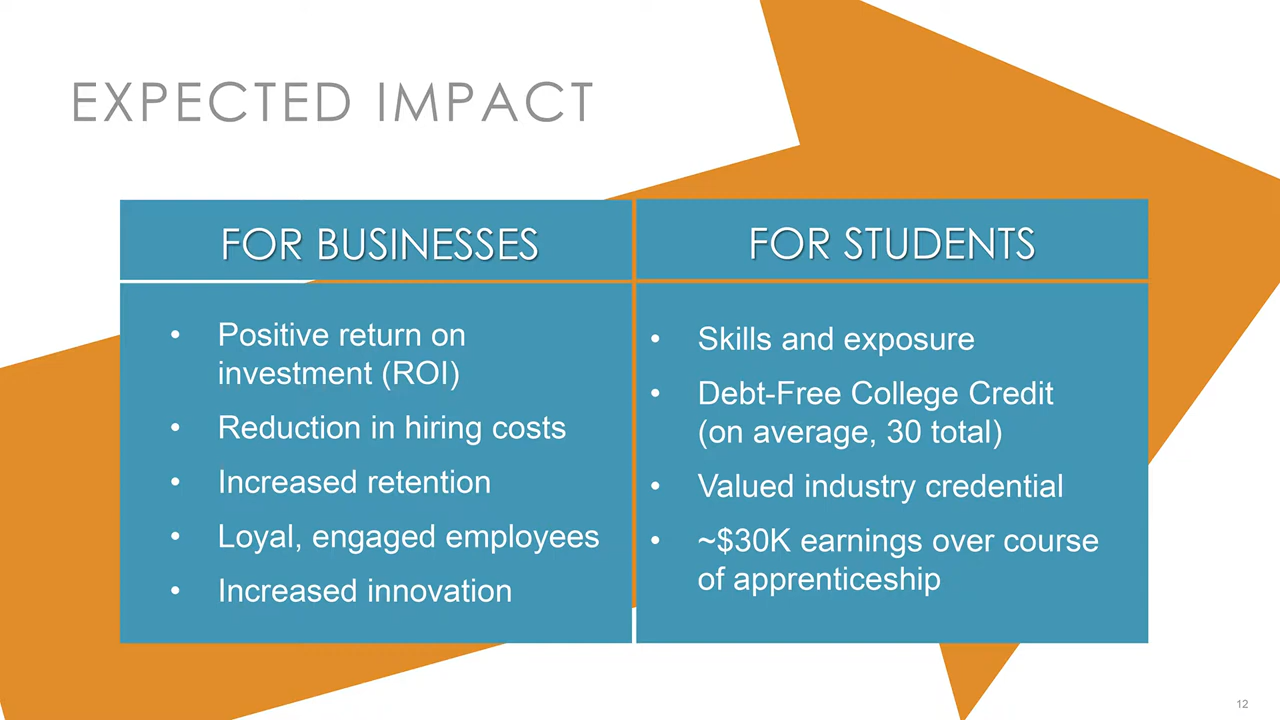 EXPECTED IMPACT
FOR BUSINESSES
• Positive return on
investment (ROI)
• Reduction in hiring costs
• Increased retention
• Loyal, engaged employees
• Increased innovation
FOR STUDENTS
• Skills and exposure
• Debt-Free College Credit
(on average, 30 total)
• Valued industry credential
• ~$30K earnings over course
of apprenticeship
12